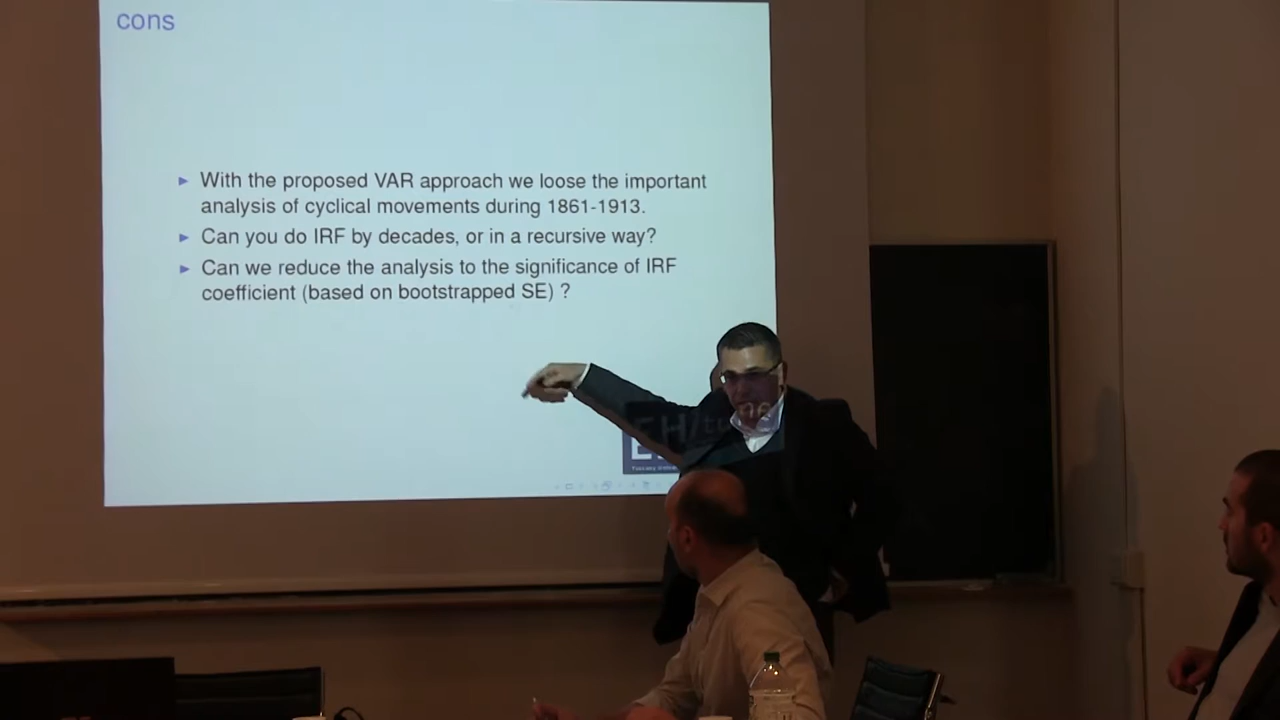 cons
► With the proposed VAR approach we loose the important
analysis of cyclical movements during 1861-1913.
► Can you do IRF by decades, or in a recursive way?
► Can we reduce the analysis to the significance of IRF
coefficient (based on bootstrapped SE) ?
EH/tune